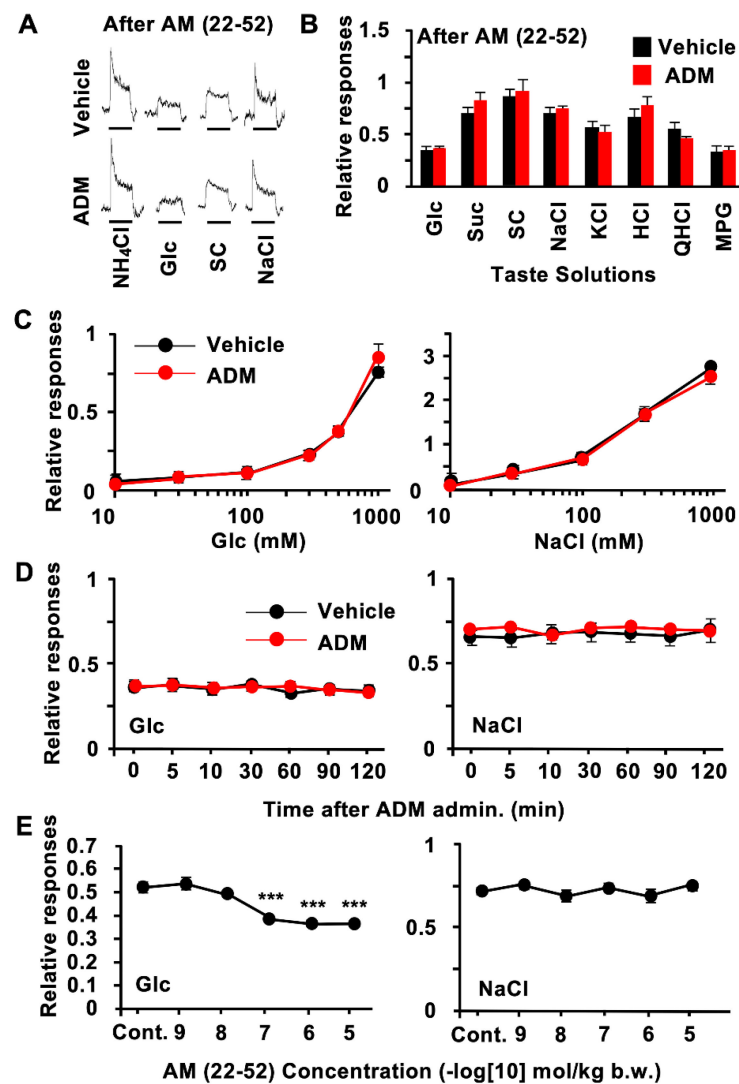 A
After AM (22-52)
Vehicle
ADM
NH4Cl
Glc
SC
NaCl
B
After AM (22-52)
Vehicle
ADM
Relative responses
1.5
1
0.5
0
Glc
Suc
SC
NaCl
KCl
HCl
QHCl
MPG
Taste Solutions
C
Relative responses
1
0.5
0
Vehicle
ADM
10 100 1000
Glc (mM)
3
2
1
0
10 100 1000
NaCl (mM)
D
Relative responses
1
0.5
0
Vehicle
ADM
Glc
0 5 10 30 60 90 120
1
0.5
0
NaCl
0 5 10 30 60 90 120
Time after ADM admin. (min)
E
Relative responses
0.7
0.6
0.5
0.4
0.3
0.2
0.1
0
*** *** ***
Glc
Cont. 9 8 7 6 5
1
0.5
0
NaCl
Cont. 9 8 7 6 5
AM (22-52) Concentration (-log[10] mol/kg b.w.)